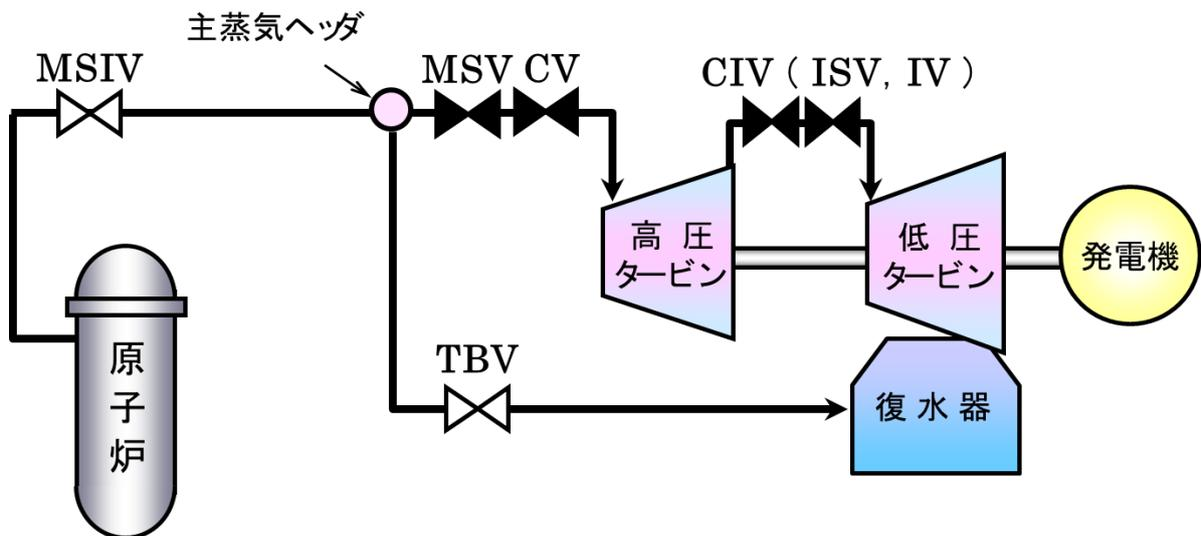 主蒸気ヘッダ
MSIV
MSV
CV
CIV ( ISV, IV )
高圧
タービン
低圧
タービン
発電機
原子炉
TBV
復水器